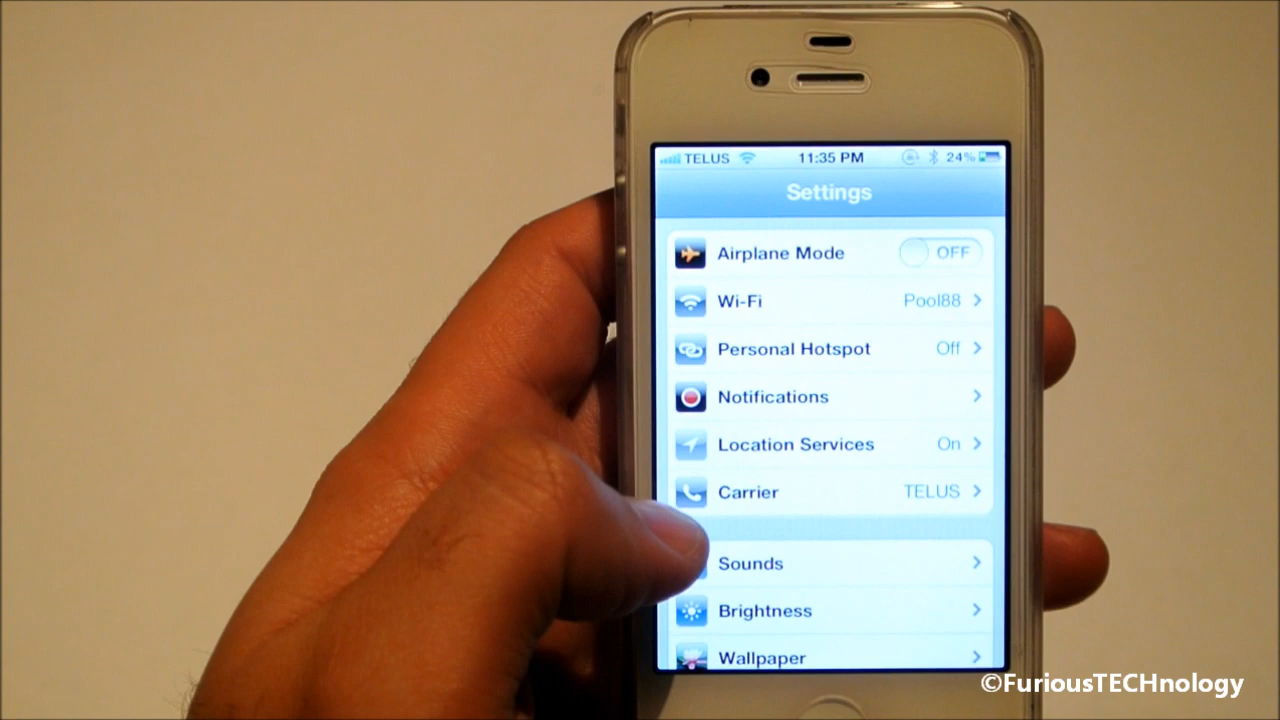 TELUS 11:35 PM 24%
Settings
Airplane Mode OFF
Wi-Fi Pool88
Personal Hotspot Off
Notifications
Location Services On
Carrier TELUS
Sounds
Brightness
Wallpaper
©FuriousTECHnology